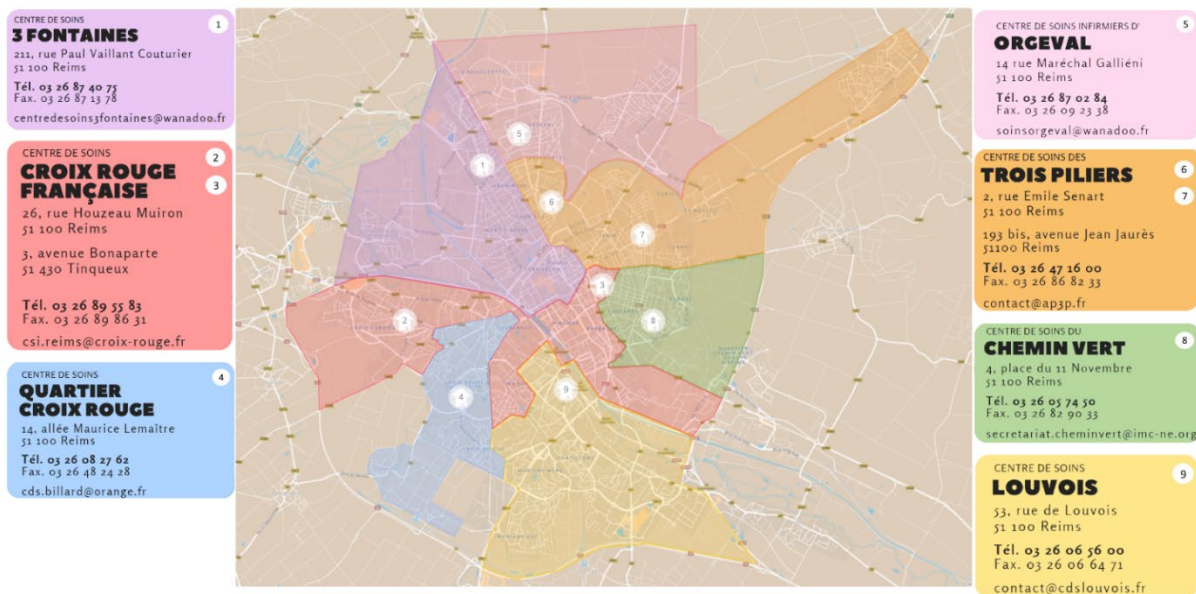 CENTRE DE SOINS
1
3 FONTAINES
211, rue Paul Vaillant Couturier
51 100 Reims
Tél. 03 26 87 40 75
Fax. 03 26 87 13 78
centredesoins3fontaines@wanadoo.fr
CENTRE DE SOINS
2
CROIX ROUGE
3
FRANÇAISE
26, rue Houzeau Muiron
51 100 Reims
3, avenue Bonaparte
51 430 Tinqueux
Tél. 03 26 89 55 83
Fax. 03 26 89 86 31
csi.reims@croix-rouge.fr
CENTRE DE SOINS
4
QUARTIER
CROIX ROUGE
14, allée Maurice Lemaître
51 100 Reims
Tél. 03 26 08 27 62
Fax. 03 26 48 24 28
cds.billard@orange.fr
5
1
6
7
3
2
8
9
4
CENTRE DE SOINS INFIRMIERS D'
5
ORGEVAL
14 rue Maréchal Galliéni
51 100 Reims
Tél. 03 26 87 02 84
Fax. 03 26 09 23 38
soinsorgeval@wanadoo.fr
CENTRE DE SOINS DES
TROIS PILIERS
6
2, rue Emile Senart
7
51 100 Reims
193 bis, avenue Jean Jaurès
51100 Reims
Tél. 03 26 47 16 00
Fax. 03 26 86 82 33
contact@ap3p.fr
CENTRE DE SOINS DU
8
CHEMIN VERT
4, place du 11 Novembre
51 100 Reims
Tél. 03 26 05 74 50
Fax. 03 26 82 90 33
secretariat.cheminvert@imc-ne.org
CENTRE DE SOINS
9
LOUVOIS
53, rue de Louvois
51 100 Reims
Tél. 03 26 06 56 00
Fax. 03 26 06 64 71
contact@cdslouvois.fr